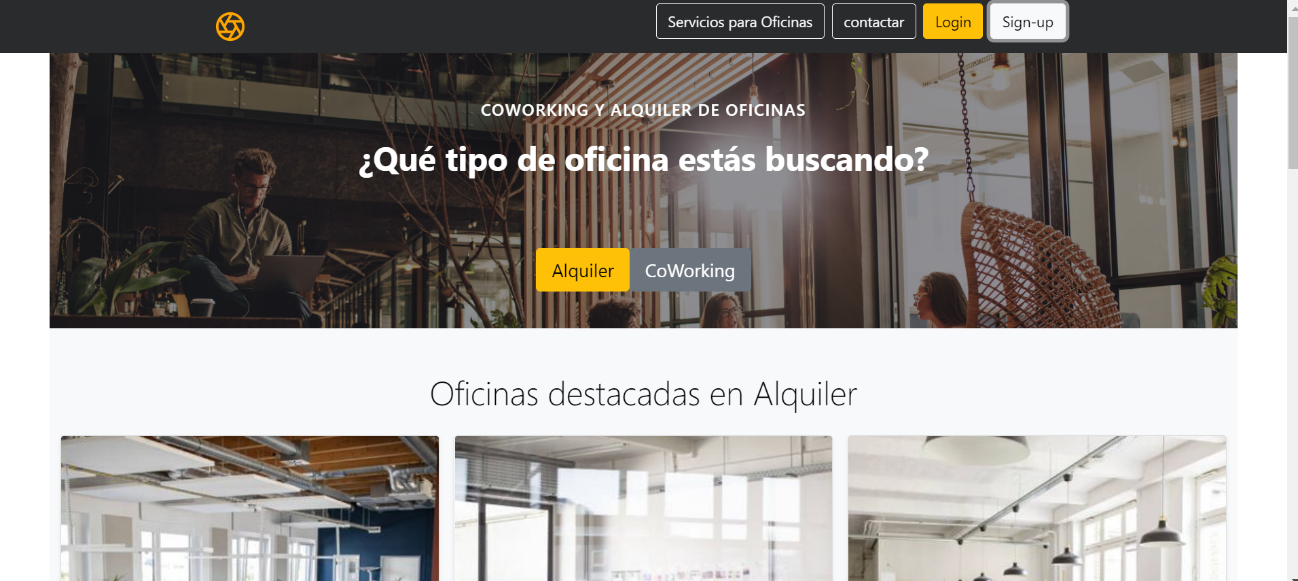 Servicios para Oficinas contactar Login Sign-up
COWORKING Y ALQUILER DE OFICINAS
¿Qué tipo de oficina estás buscando?
Alquiler CoWorking
Oficinas destacadas en Alquiler